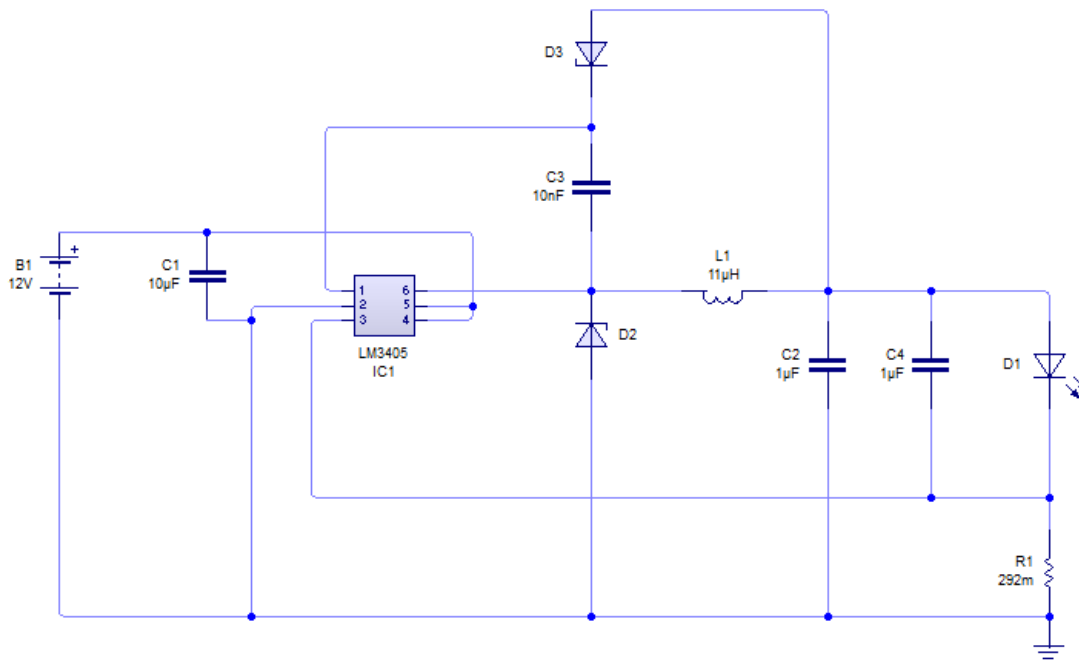 D3
C3
10nF
B1
12V
+
C1
10µF
1 6
2 5
3 4
LM3405
IC1
L1
11µH
D2
C2
1µF
C4
1µF
D1
R1
292m